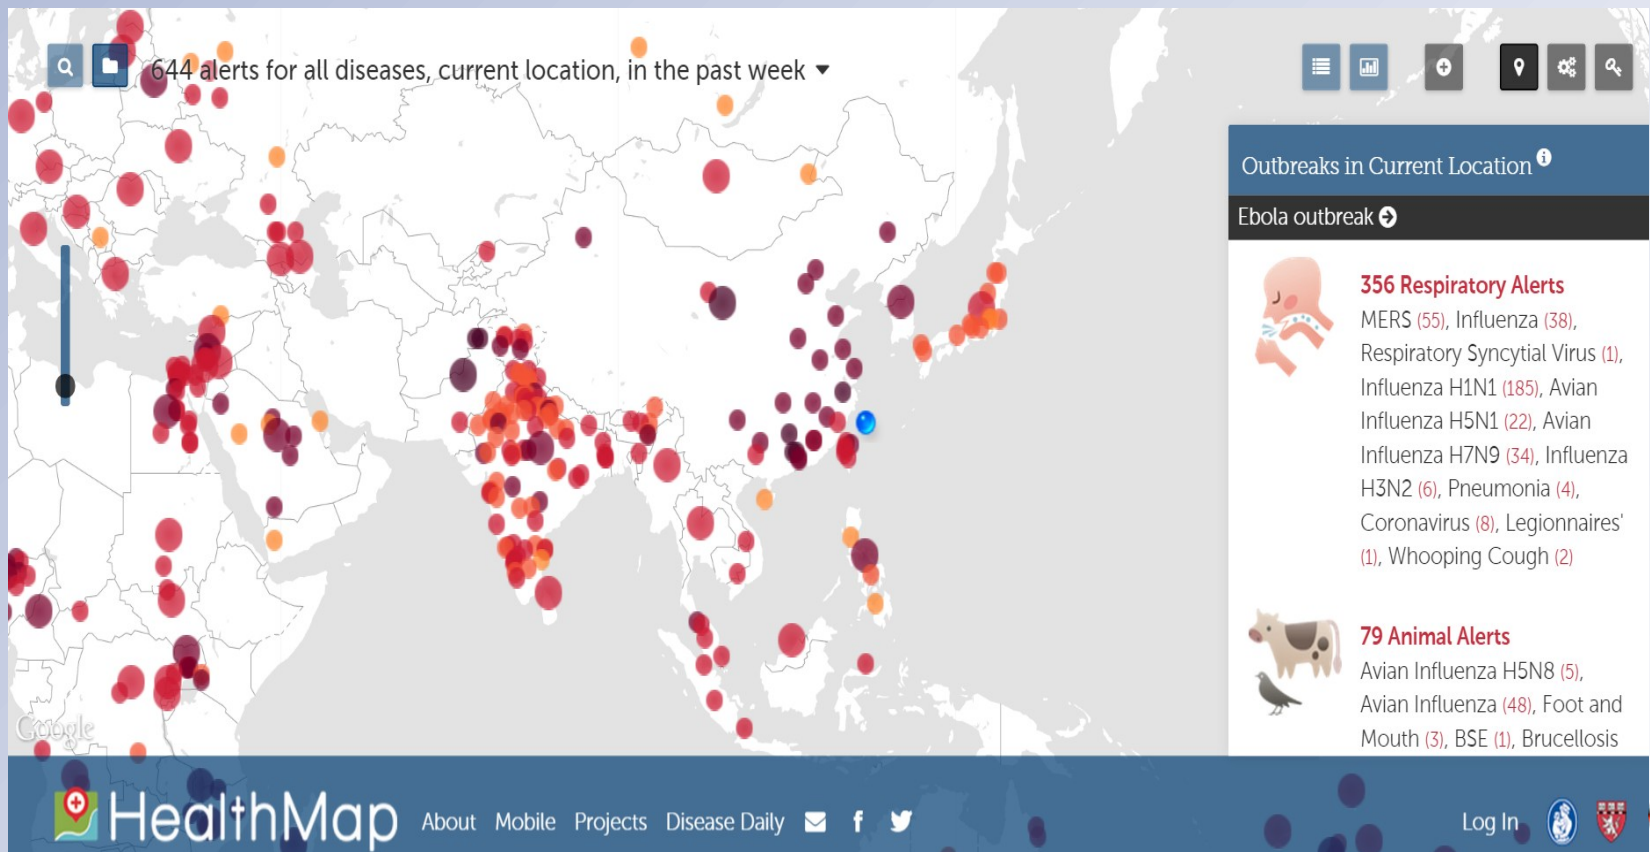 644 alerts for all diseases, current location, in the past week
Outbreaks in Current Location
Ebola outbreak
356 Respiratory Alerts
MERS (55), Influenza (38),
Respiratory Syncytial Virus (1),
Influenza H1N1 (185), Avian
Influenza H5N1 (22), Avian
Influenza H7N9 (34), Influenza
H3N2 (6), Pneumonia (4),
Coronavirus (8), Legionnaires'
(1), Whooping Cough (2)
79 Animal Alerts
Avian Influenza H5N8 (5),
Avian Influenza (48), Foot and
Mouth (3), BSE (1), Brucellosis
Google
HealthMap About Mobile Projects Disease Daily Log In